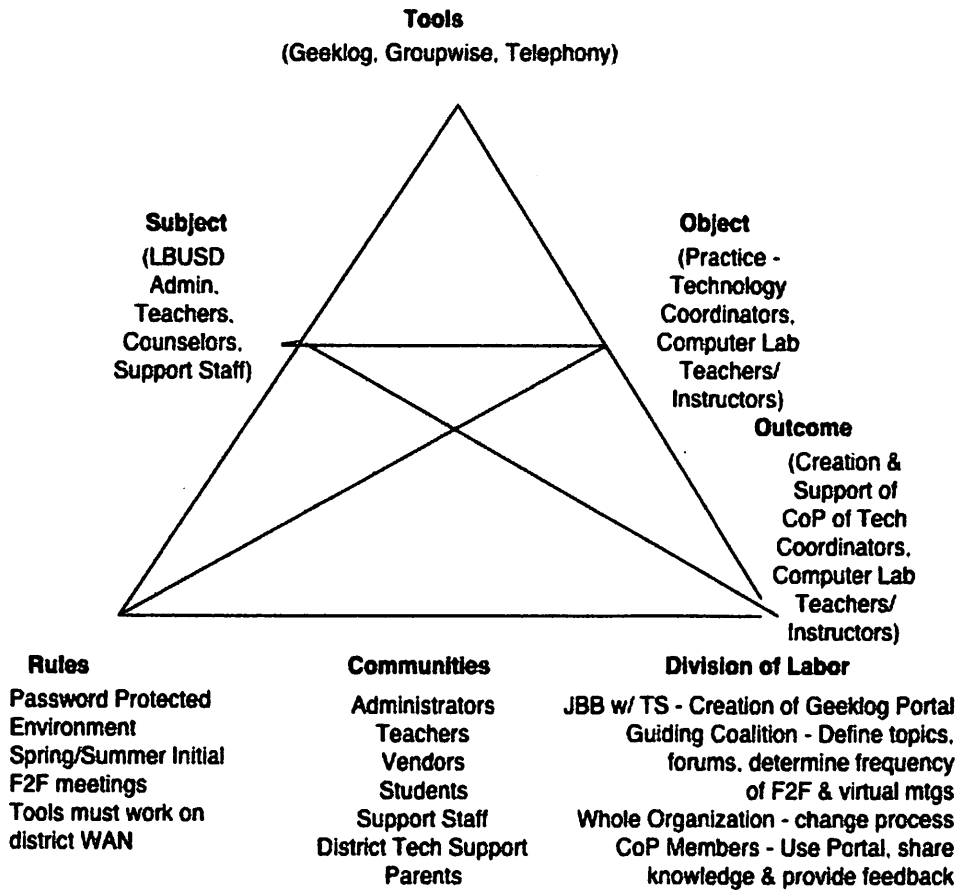 Tools
(Geeklog, Groupwise, Telephony)
Subject
(LBUSD
Admin,
Teachers,
Counselors,
Support Staff)
Object
(Practice -
Technology
Coordinators,
Computer Lab
Teachers/
Instructors)
Outcome
(Creation &
Support of
CoP of Tech
Coordinators,
Computer Lab
Teachers/
Instructors)
Rules
Password Protected
Environment
Spring/Summer Initial
F2F meetings
Tools must work on
district WAN
Communities
Administrators
Teachers
Vendors
Students
Support Staff
District Tech Support
Parents
Division of Labor
JBB w/ TS - Creation of Geeklog Portal
Guiding Coalition - Define topics,
forums, determine frequency
of F2F & virtual mtgs
Whole Organization - change process
CoP Members - Use Portal, share
knowledge & provide feedback